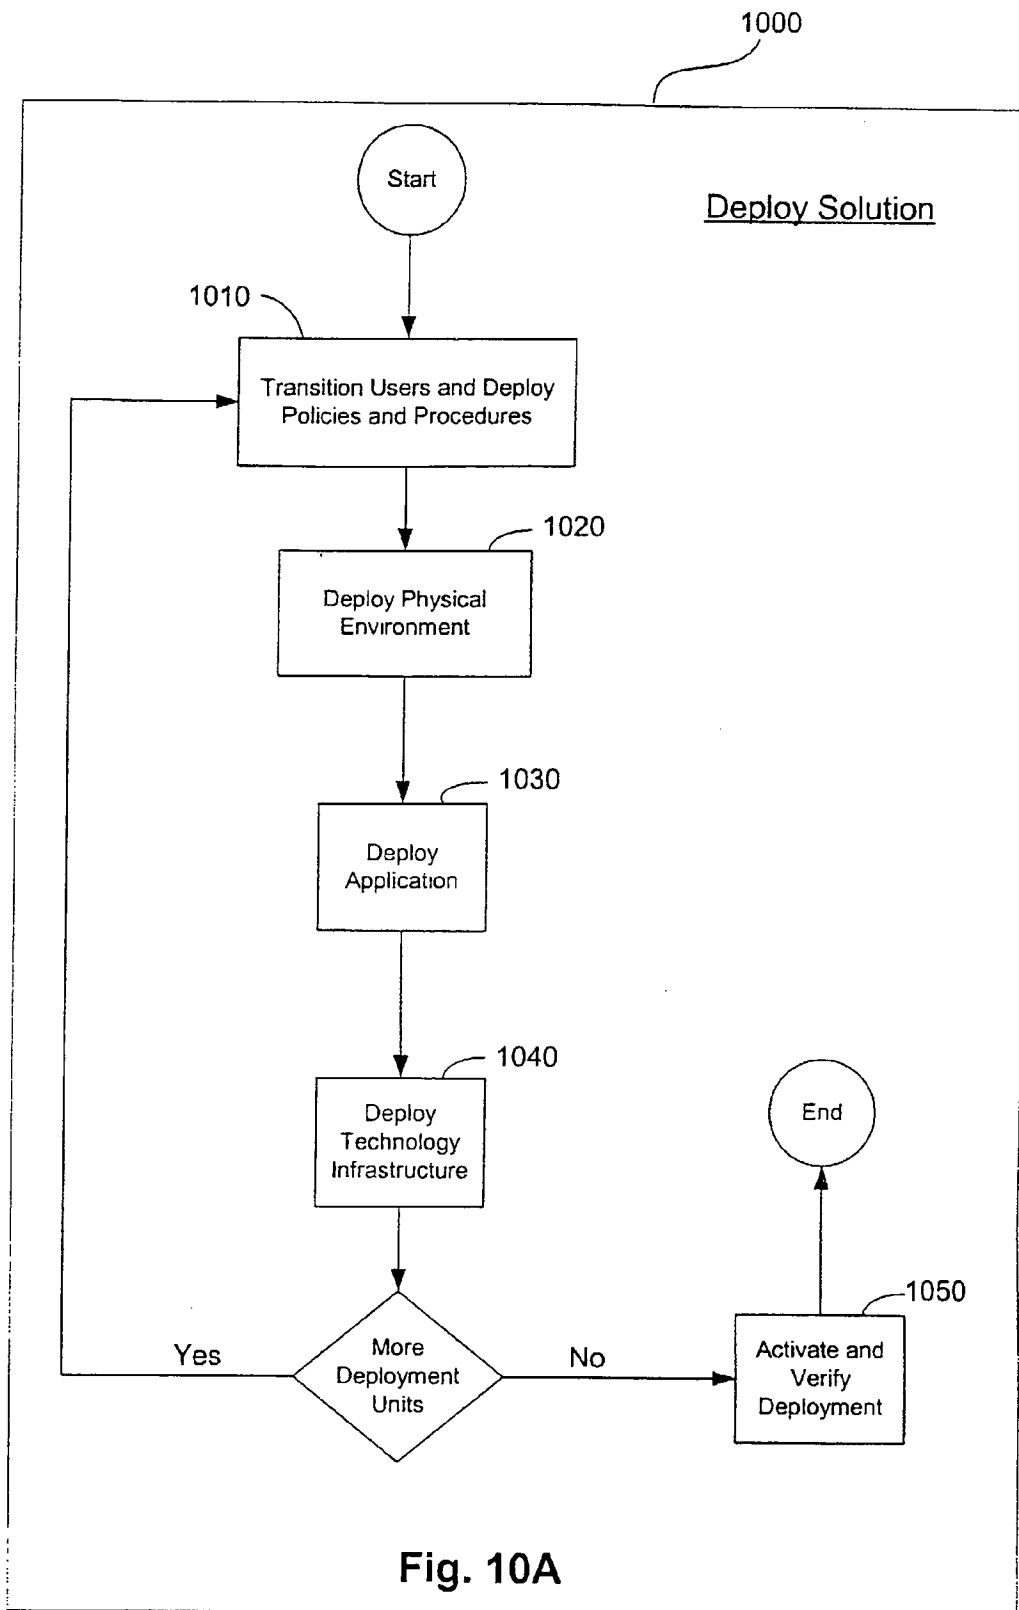 1000
Start
Deploy Solution
1010
Transition Users and Deploy
Policies and Procedures
1020
Deploy Physical
Environment
1030
Deploy
Application
1040
Deploy
Technology
Infrastructure
End
1050
More
Deployment
Units
Yes
No
Activate and
Verify
Deployment
Fig. 10A